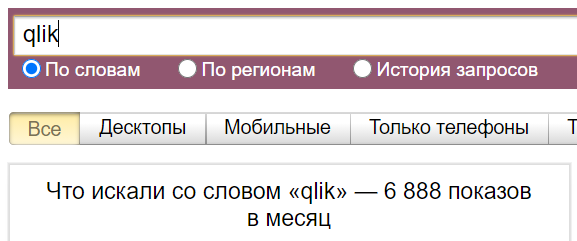 qlik
По словам По регионам История запросов
Все Десктопы Мобильные Только телефоны Т
Что искали со словом «qlik» — 6 888 показов
в месяц